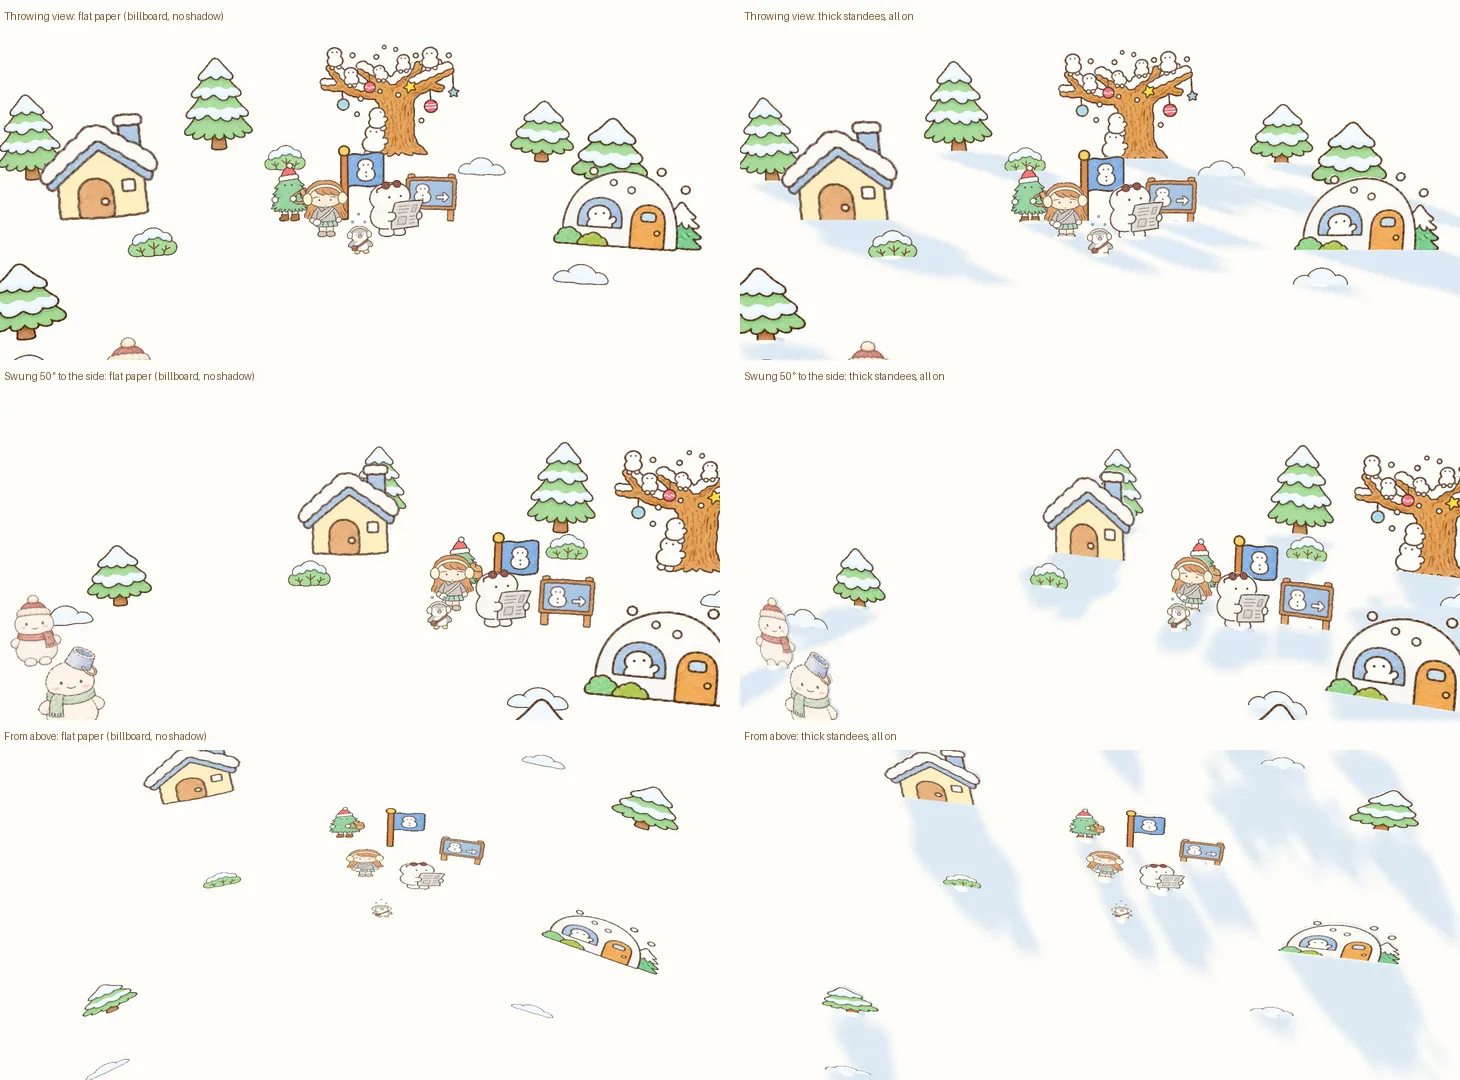 Throwing view: flat paper (billboard, no shadow)
Throwing view: thick standees, all on
Swung 50° to the side: flat paper (billboard, no shadow)
Swung 50° to the side: thick standees, all on
From above: flat paper (billboard, no shadow)
From above: thick standees, all on